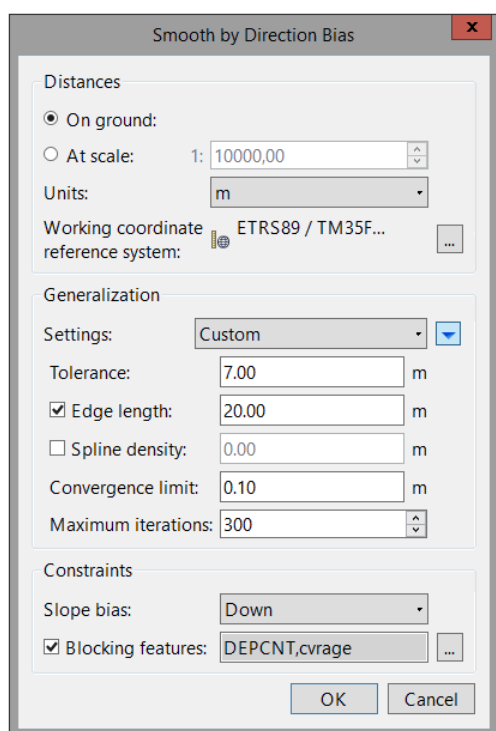 Smooth by Direction Bias
x
Distances
On ground:
At scale: 1: 10000,00
Units: m
Working coordinate ETRS89 / TM35F... ...
reference system:
Generalization
Settings: Custom
Tolerance: 7.00 m
Edge length: 20.00 m
Spline density: 0.00 m
Convergence limit: 0.10 m
Maximum iterations: 300
Constraints
Slope bias: Down
Blocking features: DEPCNT,cvrage ...
OK Cancel